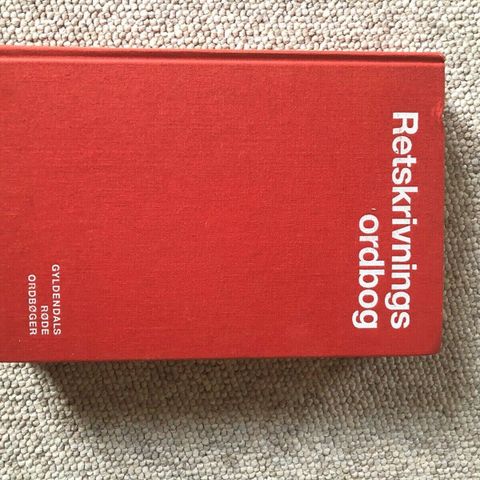 Retskrivnings
ordbog
GYLDENDALS
RØDE
ORDBØGER